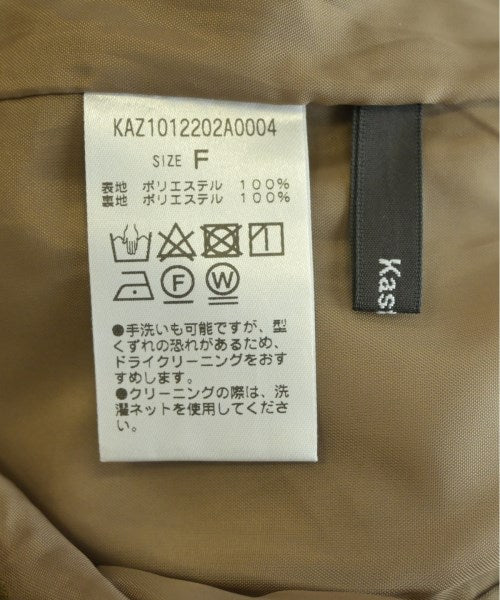 KAZ1012202A0004
SIZE F
表地 ポリエステル 100%
裏地 ポリエステル 100%
F W
●手洗いも可能ですが、型
くずれの恐れがあるため、
ドライクリーニングをおす
すめします。
●クリーニングの際は、洗
濯ネットを使用してくださ
い。